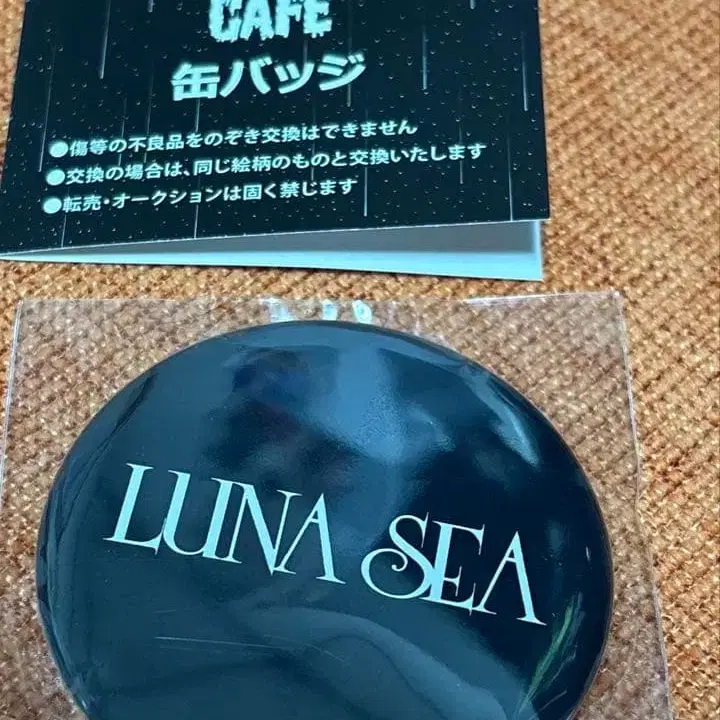 CAFE
缶バッジ
●傷等の不良品をのぞき交換はできません
●交換の場合は、同じ絵柄のものと交換いたします
●転売・オークションは固く禁じます
LUNA SEA